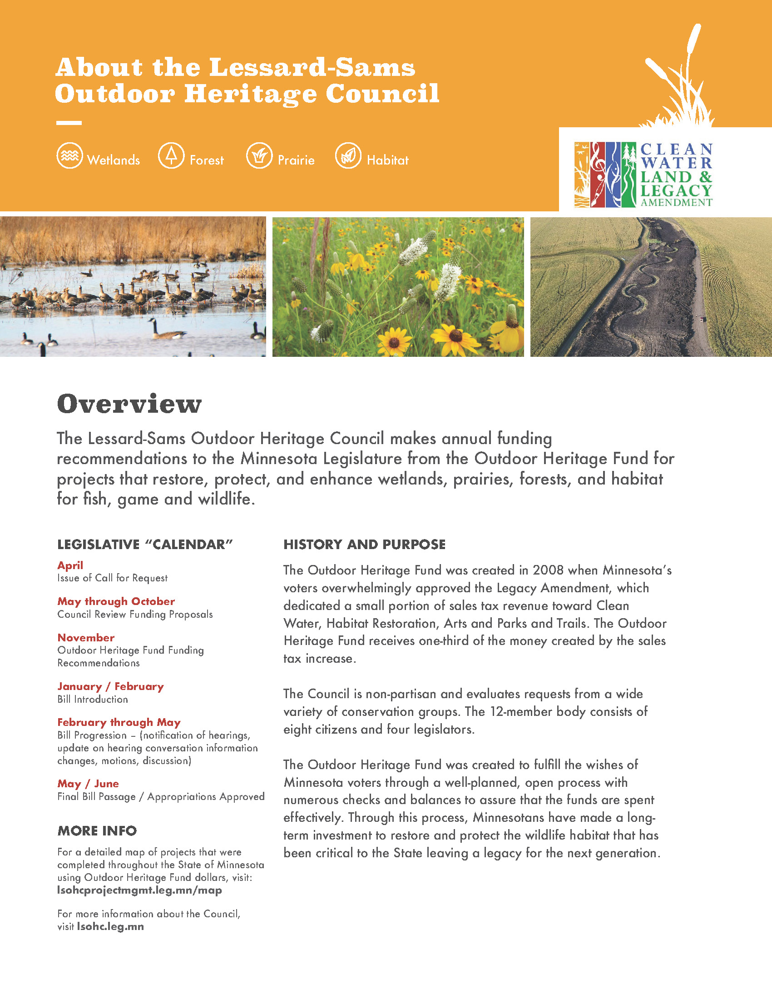 About the Lessard-Sams
Outdoor Heritage Council
Wetlands
Forest
Prairie
Habitat
CLEAN
WATER
LAND &
LEGACY
AMENDMENT
Overview
The Lessard-Sams Outdoor Heritage Council makes annual funding
recommendations to the Minnesota Legislature from the Outdoor Heritage Fund for
projects that restore, protect, and enhance wetlands, prairies, forests, and habitat
for fish, game and wildlife.
LEGISLATIVE “CALENDAR”
April
Issue of Call for Request
May through October
Council Review Funding Proposals
November
Outdoor Heritage Fund Funding
Recommendations
January / February
Bill Introduction
February through May
Bill Progression – (notification of hearings,
update on hearing conversation information
changes, motions, discussion)
May / June
Final Bill Passage / Appropriations Approved
MORE INFO
For a detailed map of projects that were
completed throughout the State of Minnesota
using Outdoor Heritage Fund dollars, visit:
lsohcprojectmgmt.leg.mn/map
For more information about the Council,
visit lsohc.leg.mn
HISTORY AND PURPOSE
The Outdoor Heritage Fund was created in 2008 when Minnesota’s
voters overwhelmingly approved the Legacy Amendment, which
dedicated a small portion of sales tax revenue toward Clean
Water, Habitat Restoration, Arts and Parks and Trails. The Outdoor
Heritage Fund receives one-third of the money created by the sales
tax increase.
The Council is non-partisan and evaluates requests from a wide
variety of conservation groups. The 12-member body consists of
eight citizens and four legislators.
The Outdoor Heritage Fund was created to fulfill the wishes of
Minnesota voters through a well-planned, open process with
numerous checks and balances to assure that the funds are spent
effectively. Through this process, Minnesotans have made a long-
term investment to restore and protect the wildlife habitat that has
been critical to the State leaving a legacy for the next generation.